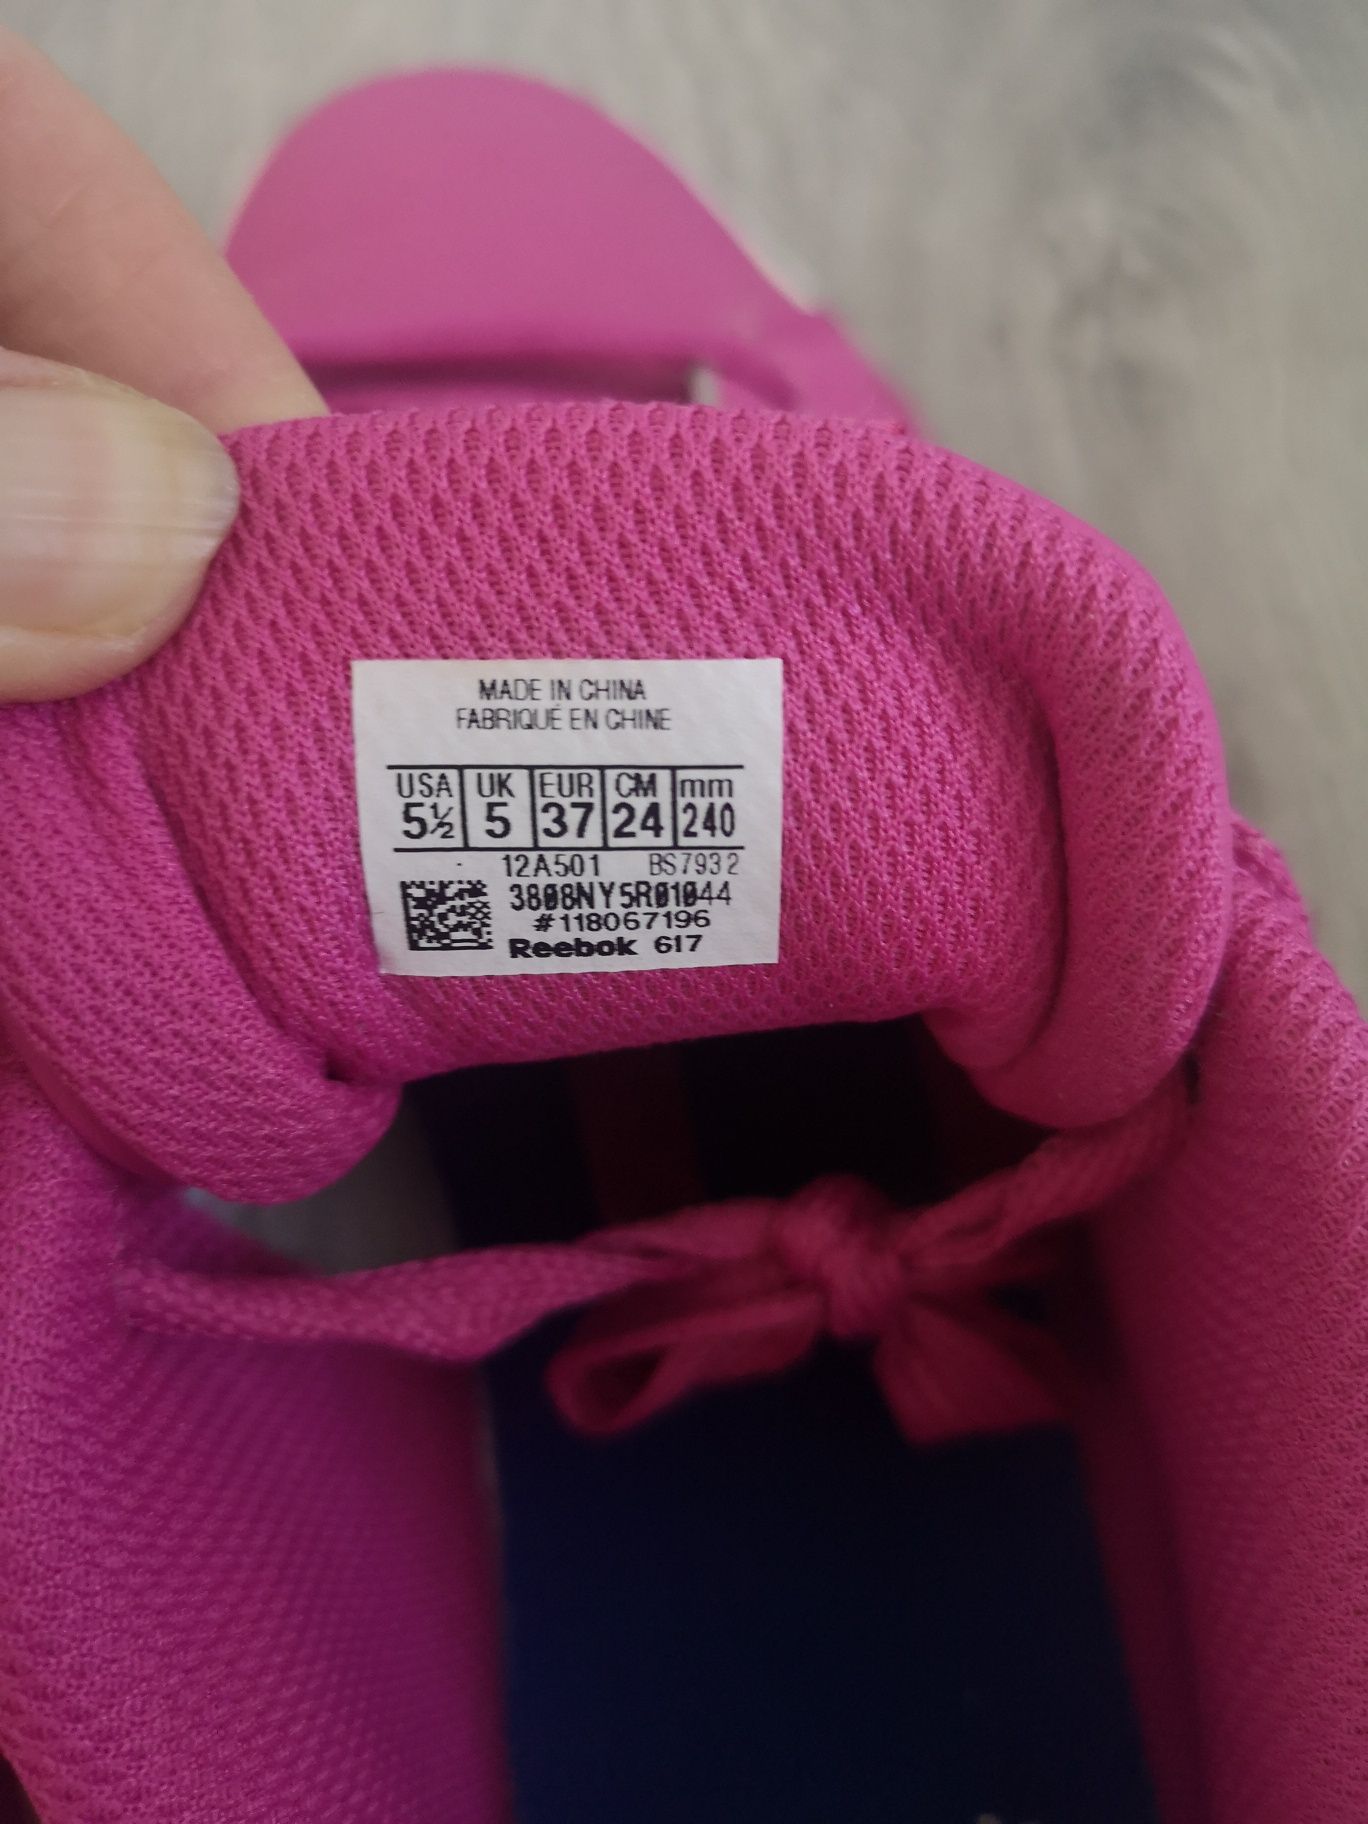 MADE IN CHINA
FABRIQUÉ EN CHINE
USA UK EUR CM mm
5½ 5 37 24 240
12A501 BS7932
3808NY5R01044
#118067196
Reebok 617